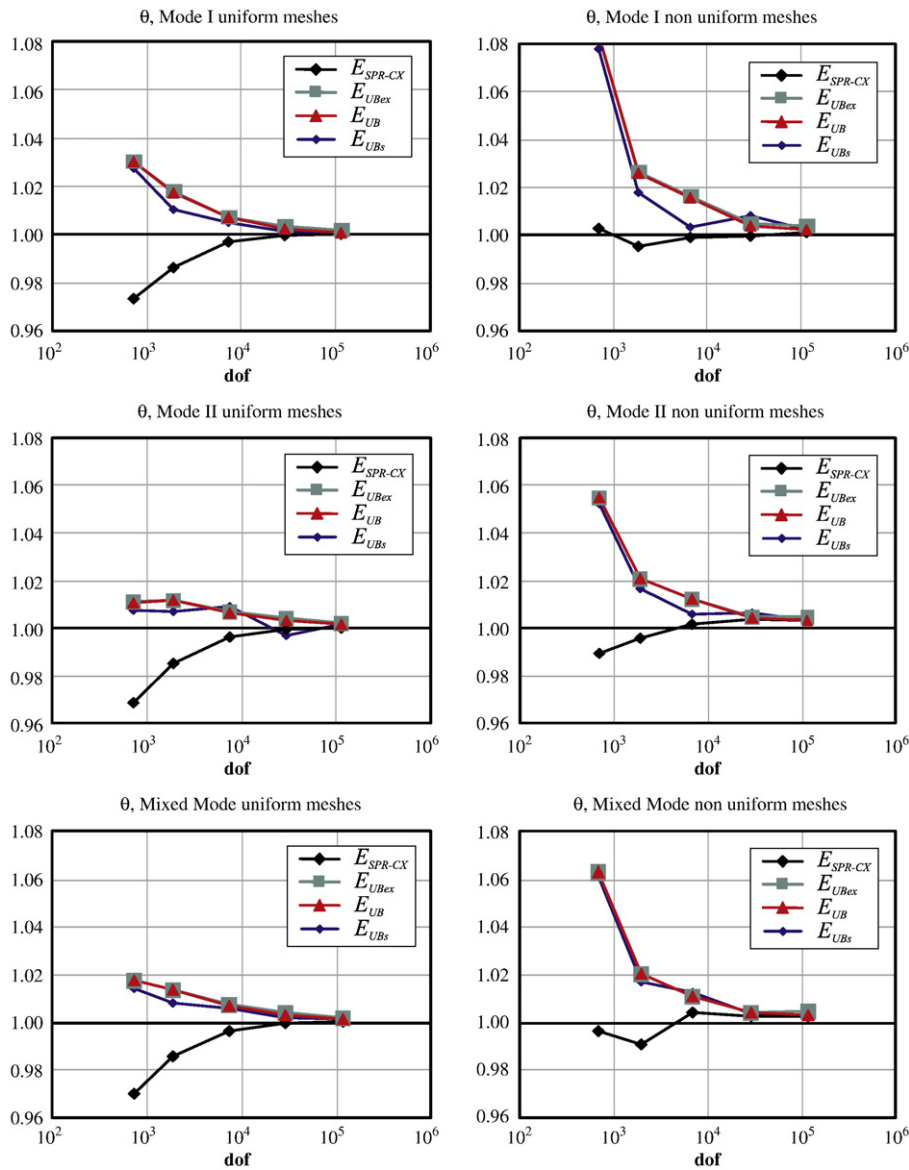 θ, Mode I uniform meshes
1.08
1.06
1.04
1.02
1.00
0.98
0.96
10²
10³
10⁴
10⁵
10⁶
dof
E_SPR-CX
E_UBex
E_UB
E_UBs
θ, Mode I non uniform meshes
1.08
1.06
1.04
1.02
1.00
0.98
0.96
10²
10³
10⁴
10⁵
10⁶
dof
E_SPR-CX
E_UBex
E_UB
E_UBs
θ, Mode II uniform meshes
1.08
1.06
1.04
1.02
1.00
0.98
0.96
10²
10³
10⁴
10⁵
10⁶
dof
E_SPR-CX
E_UBex
E_UB
E_UBs
θ, Mode II non uniform meshes
1.08
1.06
1.04
1.02
1.00
0.98
0.96
10²
10³
10⁴
10⁵
10⁶
dof
E_SPR-CX
E_UBex
E_UB
E_UBs
θ, Mixed Mode uniform meshes
1.08
1.06
1.04
1.02
1.00
0.98
0.96
10²
10³
10⁴
10⁵
10⁶
dof
E_SPR-CX
E_UBex
E_UB
E_UBs
θ, Mixed Mode non uniform meshes
1.08
1.06
1.04
1.02
1.00
0.98
0.96
10²
10³
10⁴
10⁵
10⁶
dof
E_SPR-CX
E_UBex
E_UB
E_UBs